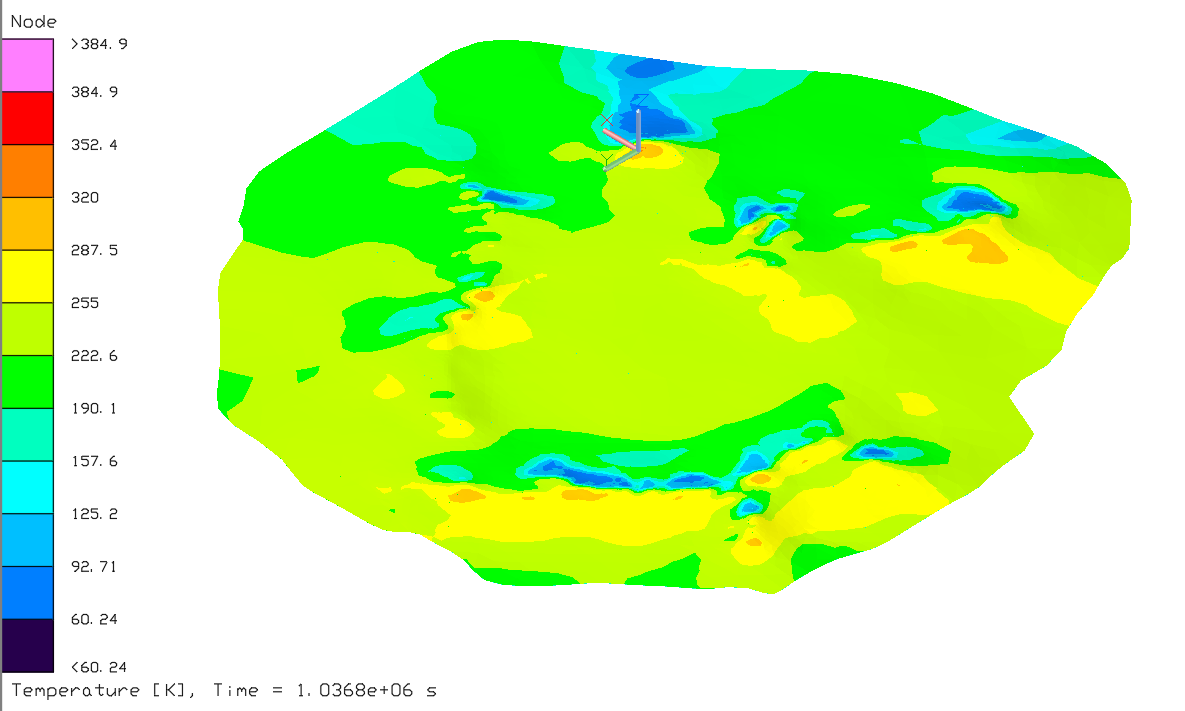 Node
>384.9
384.9
352.4
320
287.5
255
222.6
190.1
157.6
125.2
92.71
60.24
<60.24
Z
X
Y
Temperature [K], Time = 1.0368e+06 s